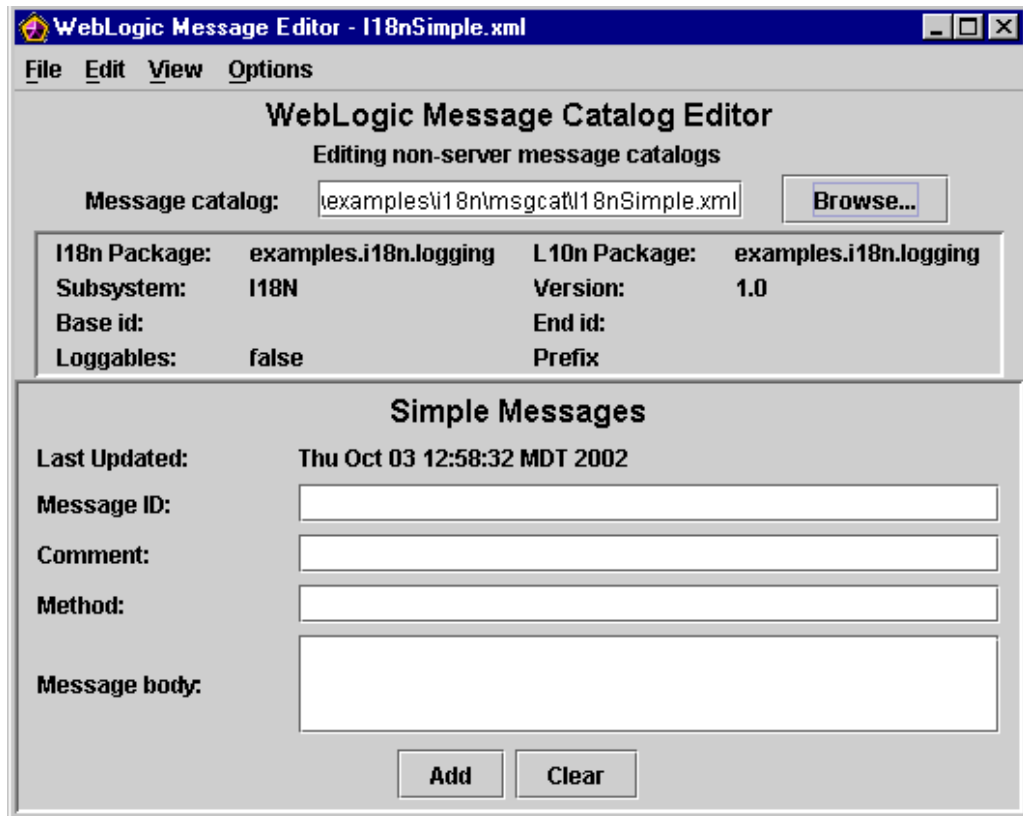 WebLogic Message Editor - I18nSimple.xml
File Edit View Options
WebLogic Message Catalog Editor
Editing non-server message catalogs
Message catalog: \examples\i18n\msgcat\I18nSimple.xml Browse...
I18n Package: examples.i18n.logging L10n Package: examples.i18n.logging
Subsystem: I18N Version: 1.0
Base id: End id:
Loggables: false Prefix
Simple Messages
Last Updated: Thu Oct 03 12:58:32 MDT 2002
Message ID:
Comment:
Method:
Message body:
Add Clear